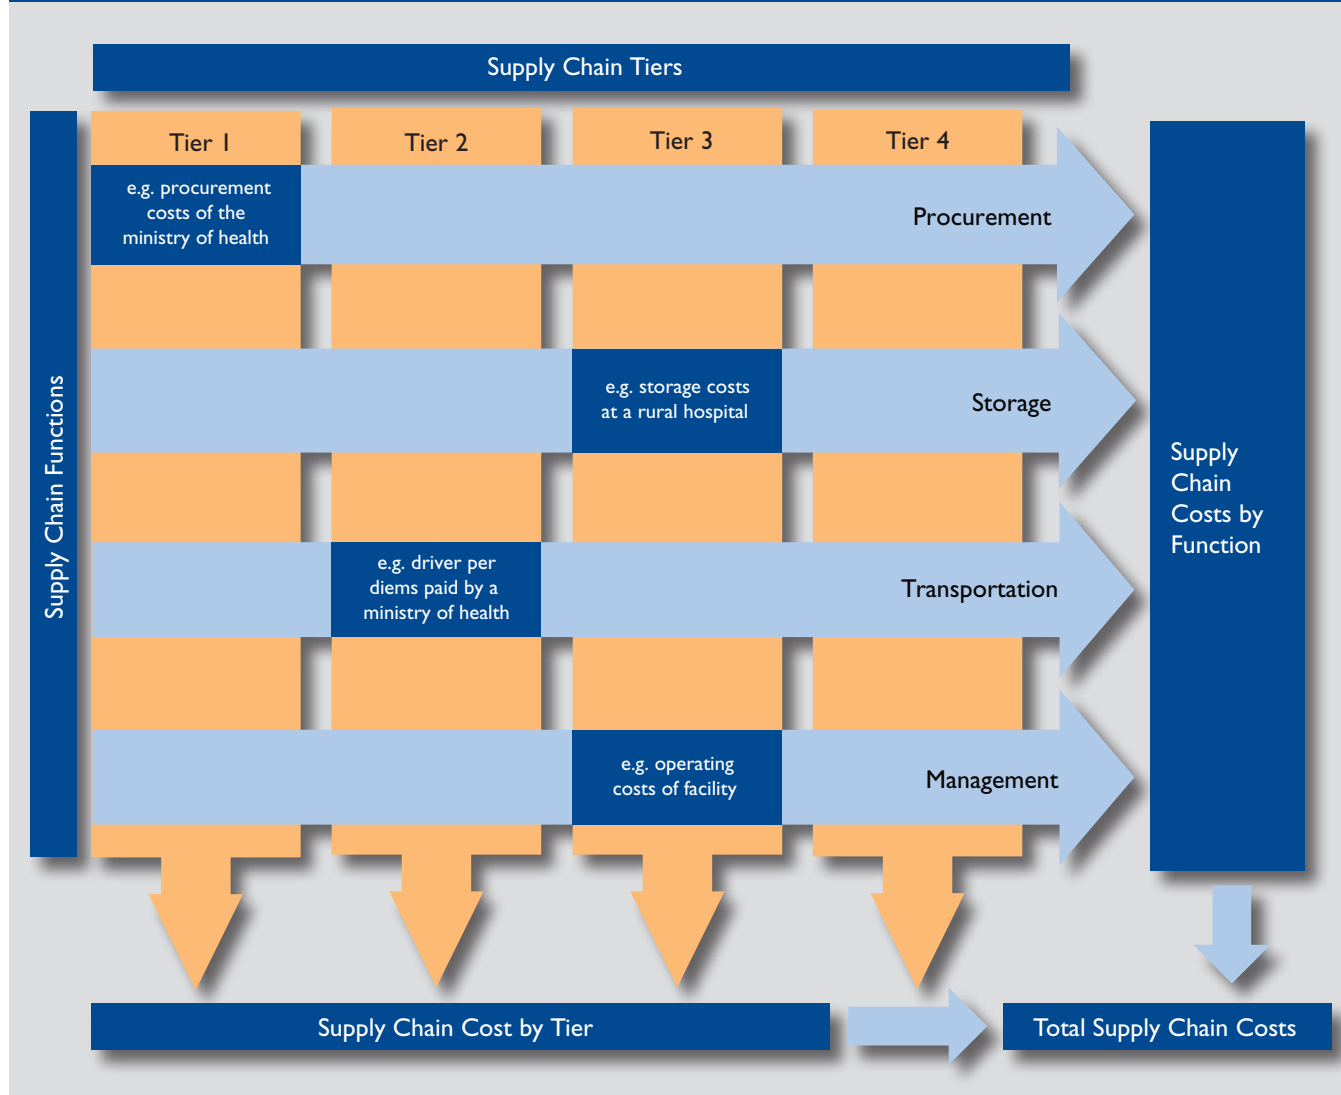 Supply Chain Tiers
Supply Chain Functions
Tier 1
Tier 2
Tier 3
Tier 4
e.g. procurement
costs of the
ministry of health
Procurement
e.g. storage costs
at a rural hospital
Storage
e.g. driver per
diems paid by a
ministry of health
Transportation
e.g. operating
costs of facility
Management
Supply
Chain
Costs by
Function
Supply Chain Cost by Tier
Total Supply Chain Costs